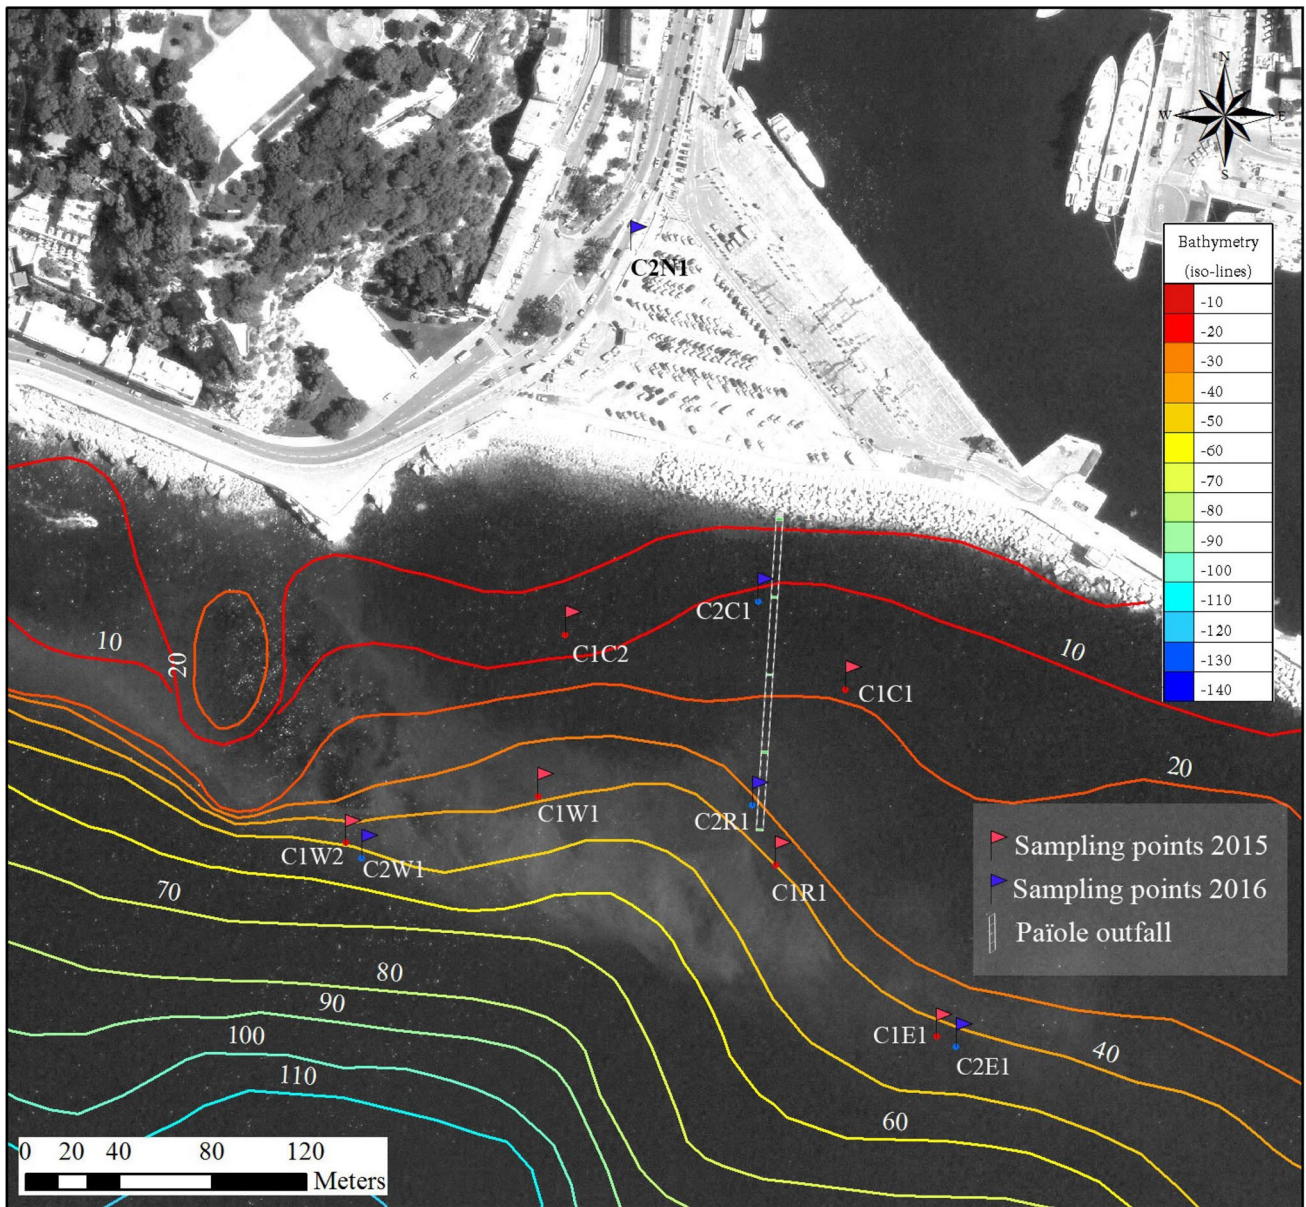 N
W E
S
Bathymetry
(iso-lines)
-10
-20
-30
-40
-50
-60
-70
-80
-90
-100
-110
-120
-130
-140
C2N1
C2C1
C1C2
10
20
10
C1C1
20
C1W1
C2R1
C1W2
C2W1
C1R1
Sampling points 2015
Sampling points 2016
Païole outfall
70
80
90
100
110
C1E1
C2E1
40
60
0 20 40 80 120
Meters